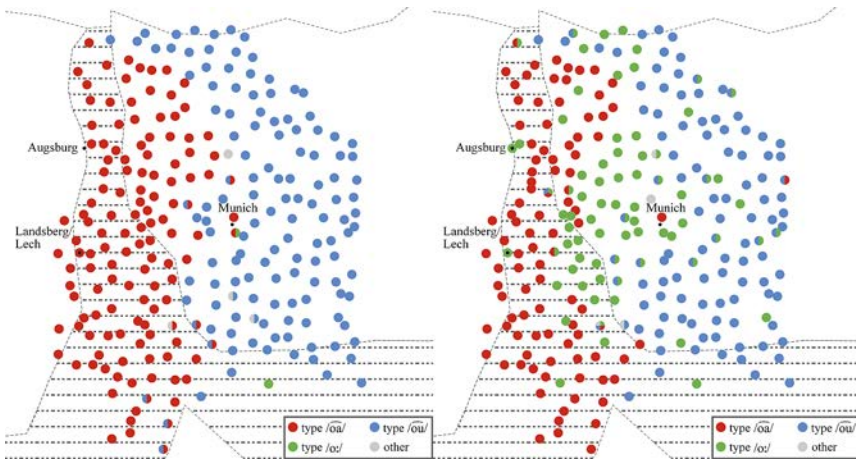 Augsburg
Munich
Landsberg/
Lech
type /o͡a/
type /o͡u/
type /oː/
other
Augsburg
Munich
Landsberg/
Lech
type /o͡a/
type /o͡u/
type /oː/
other